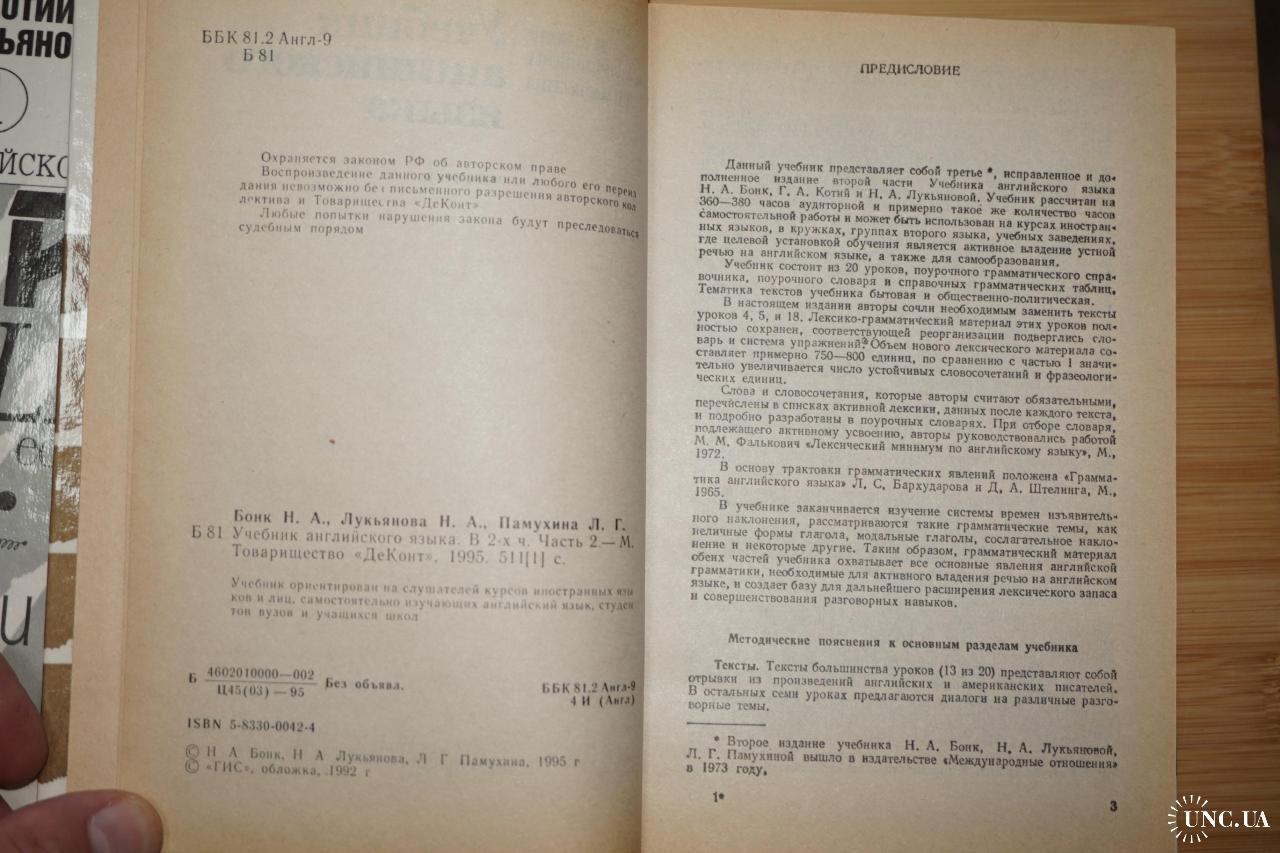 ОТИИ
ЬЯНО
ЙСКО
ББК 81.2 Англ-9
Б 81
Охраняется законом РФ об авторском праве
Воспроизведение данного учебника или любого его переиз
дания невозможно без письменного разрешения авторского кол
лектива и Товарищества «ДеКонт»
Любые попытки нарушения закона будут преследоваться
судебным порядом
Бонк Н. А., Лукьянова Н. А., Памухина Л. Г.
Б 81 Учебник английского языка. В 2-х ч. Часть 2.—М.
Товарищество «ДеКонт», 1995. 511[1] с.
Учебник ориентирован на слушателей курсов иностранных язы
ков и лиц, самостоятельно изучающих английский язык, студен
тов вузов и учащихся школ
Б 4602010000—002
Ц45(03)—95 Без объявл.
ББК 81.2 Англ-9
4 И (Англ)
ISBN 5-8330-0042-4
© Н А Бонк, Н А Лукьянова, Л Г Памухина, 1995 г
© «ГИС», обложка, 1992 г
ПРЕДИСЛОВИЕ
Данный учебник представляет собой третье *, исправленное и до-
полненное издание второй части Учебника английского языка
Н. А. Бонк, Г. А. Котий и Н. А. Лукьяновой. Учебник рассчитан на
360—380 часов аудиторной и примерно такое же количество часов
самостоятельной работы и может быть использован на курсах иностран-
ных языков, в кружках, группах второго языка, учебных заведениях,
где целевой установкой обучения является активное владение устной
речью на английском языке, а также для самообразования.
Учебник состоит из 20 уроков, поурочного грамматического спра-
вочника, поурочного словаря и справочных грамматических таблиц.
Тематика текстов учебника бытовая и общественно-политическая.
В настоящем издании авторы сочли необходимым заменить тексты
уроков 4, 5, и 18. Лексико-грамматический материал этих уроков пол-
ностью сохранен, соответствующей реорганизации подверглись сло-
варь и система упражнений. Объем нового лексического материала со-
ставляет примерно 750—800 единиц, по сравнению с частью I значи-
тельно увеличивается число устойчивых словосочетаний и фразеологи-
ческих единиц.
Слова и словосочетания, которые авторы считают обязательными,
перечислены в списках активной лексики, данных после каждого текста,
и подробно разработаны в поурочных словарях. При отборе словаря,
подлежащего активному усвоению, авторы руководствовались работой
М. М. Фалькович «Лексический минимум по английскому языку», М.,
1972.
В основу трактовки грамматических явлений положена «Грамма-
тика английского языка» Л. С. Бархударова и Д. А. Штелинга, М.,
1965.
В учебнике заканчивается изучение системы времен изъявитель-
ного наклонения, рассматриваются такие грамматические темы, как
неличные формы глагола, модальные глаголы, сослагательное накло-
нение и некоторые другие. Таким образом, грамматический материал
обеих частей учебника охватывает все основные явления английской
грамматики, необходимые для активного владения речью на английском
языке, и создает базу для дальнейшего расширения лексического запаса
и совершенствования разговорных навыков.
Методические пояснения к основным разделам учебника
Тексты. Тексты большинства уроков (13 из 20) представляют собой
отрывки из произведений английских и американских писателей.
В остальных семи уроках предлагаются диалоги на различные разго-
ворные темы.
* Второе издание учебника Н. А. Бонк, Н. А. Лукьяновой,
Л. Г. Памухиной вышло в издательстве «Международные отношения»
в 1973 году.
1*
3
UNC.UA